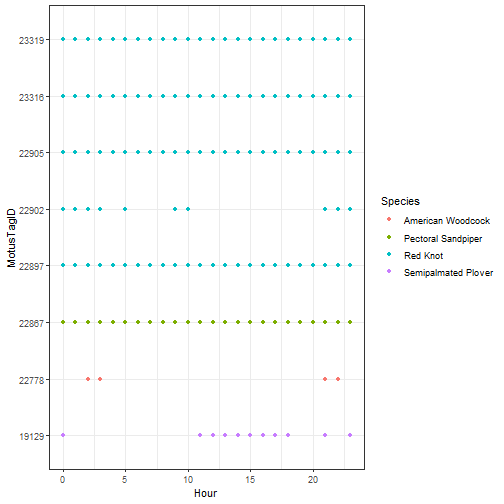 MotusTagID
23319
23316
22905
22902
22897
22867
22778
19129
0 5 10 15 20
Hour
Species
American Woodcock
Pectoral Sandpiper
Red Knot
Semipalmated Plover